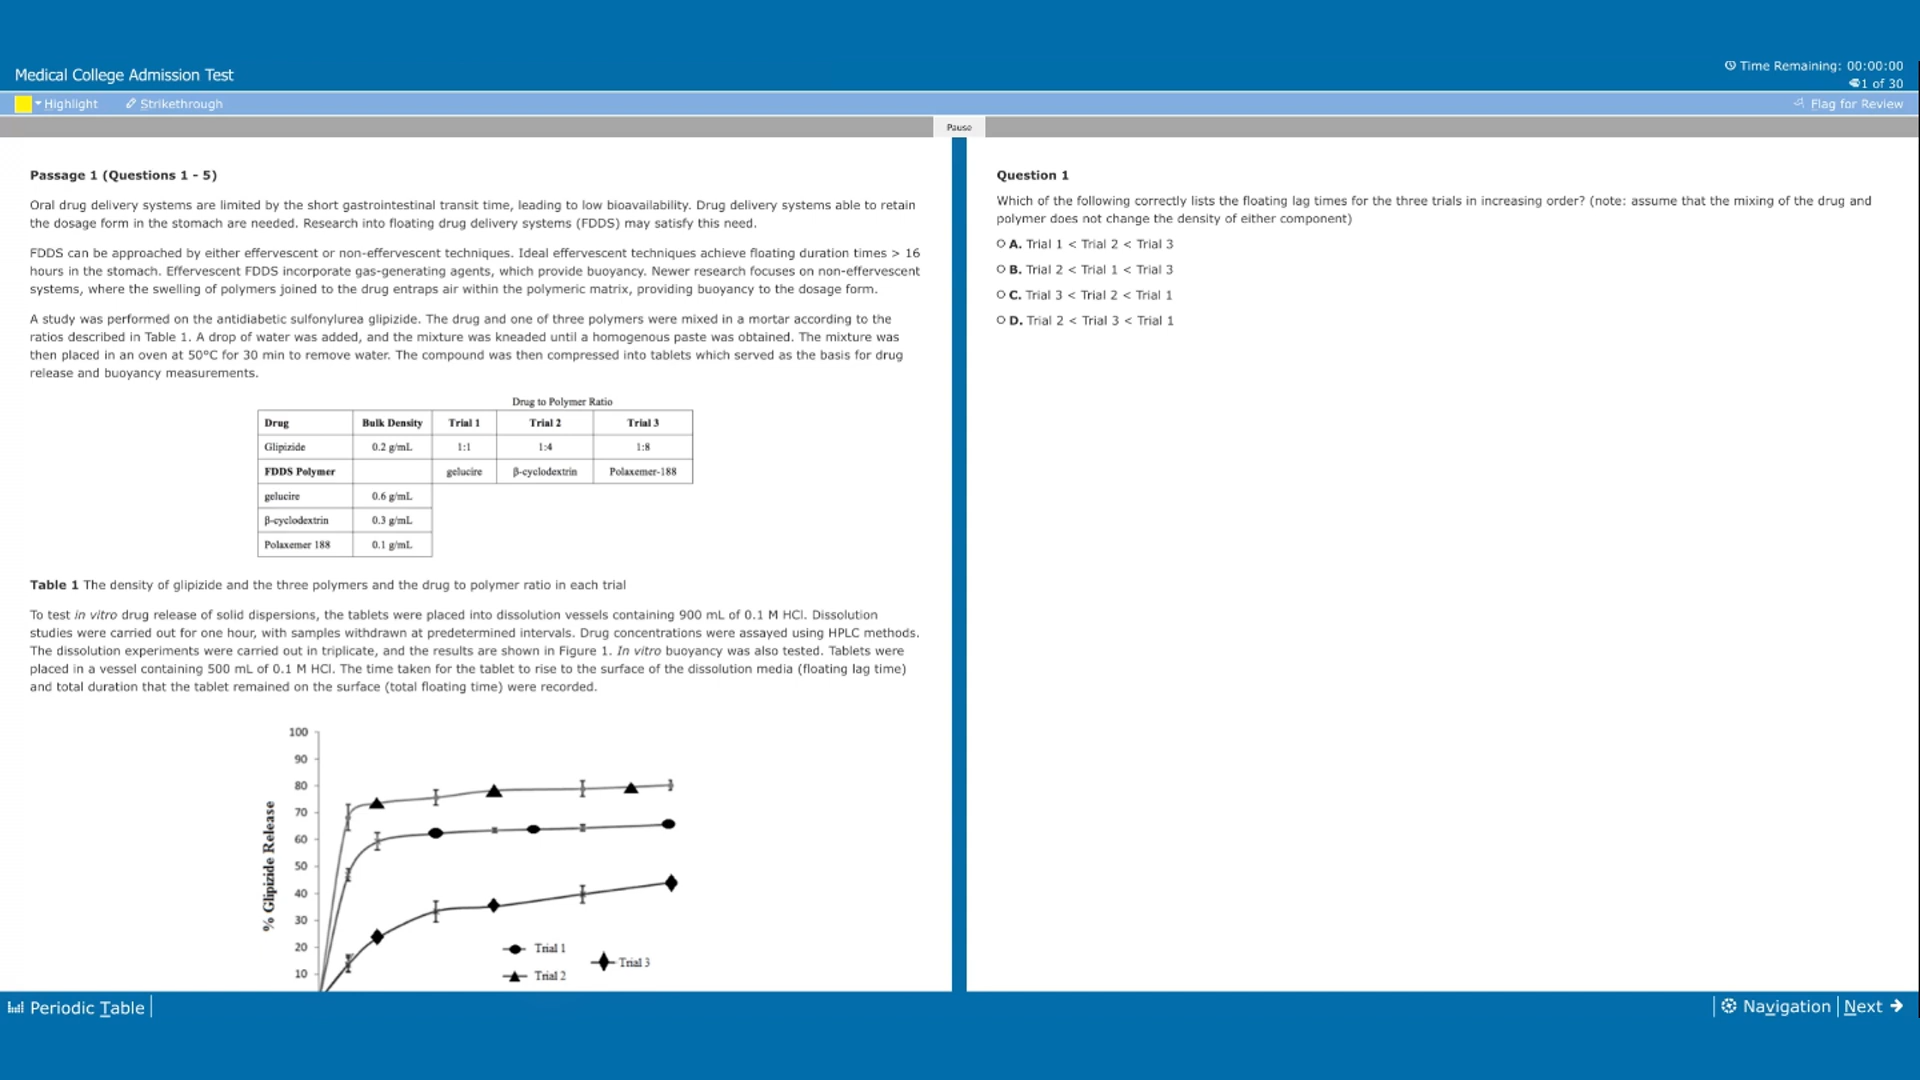 Medical College Admission Test
Time Remaining: 00:00:00
1 of 30
Highlight
Strikethrough
Flag for Review
Pause
Passage 1 (Questions 1 - 5)
Oral drug delivery systems are limited by the short gastrointestinal transit time, leading to low bioavailability. Drug delivery systems able to retain
the dosage form in the stomach are needed. Research into floating drug delivery systems (FDDS) may satisfy this need.
FDDS can be approached by either effervescent or non-effervescent techniques. Ideal effervescent techniques achieve floating duration times > 16
hours in the stomach. Effervescent FDDS incorporate gas-generating agents, which provide buoyancy. Newer research focuses on non-effervescent
systems, where the swelling of polymers joined to the drug entraps air within the polymeric matrix, providing buoyancy to the dosage form.
A study was performed on the antidiabetic sulfonylurea glipizide. The drug and one of three polymers were mixed in a mortar according to the
ratios described in Table 1. A drop of water was added, and the mixture was kneaded until a homogenous paste was obtained. The mixture was
then placed in an oven at 50°C for 30 min to remove water. The compound was then compressed into tablets which served as the basis for drug
release and buoyancy measurements.
Drug to Polymer Ratio
Drug Bulk Density Trial 1 Trial 2 Trial 3
Glipizide 0.2 g/mL 1:1 1:4 1:8
FDDS Polymer gelucire β-cyclodextrin Polaxemer-188
gelucire 0.6 g/mL
β-cyclodextrin 0.3 g/mL
Polaxemer 188 0.1 g/mL
Table 1 The density of glipizide and the three polymers and the drug to polymer ratio in each trial
To test in vitro drug release of solid dispersions, the tablets were placed into dissolution vessels containing 900 mL of 0.1 M HCl. Dissolution
studies were carried out for one hour, with samples withdrawn at predetermined intervals. Drug concentrations were assayed using HPLC methods.
The dissolution experiments were carried out in triplicate, and the results are shown in Figure 1. In vitro buoyancy was also tested. Tablets were
placed in a vessel containing 500 mL of 0.1 M HCl. The time taken for the tablet to rise to the surface of the dissolution media (floating lag time)
and total duration that the tablet remained on the surface (total floating time) were recorded.
% Glipizide Release
100
90
80
70
60
50
40
30
20
10
Trial 1
Trial 2
Trial 3
Question 1
Which of the following correctly lists the floating lag times for the three trials in increasing order? (note: assume that the mixing of the drug and
polymer does not change the density of either component)
A. Trial 1 < Trial 2 < Trial 3
B. Trial 2 < Trial 1 < Trial 3
C. Trial 3 < Trial 2 < Trial 1
D. Trial 2 < Trial 3 < Trial 1
Periodic Table
Navigation
Next